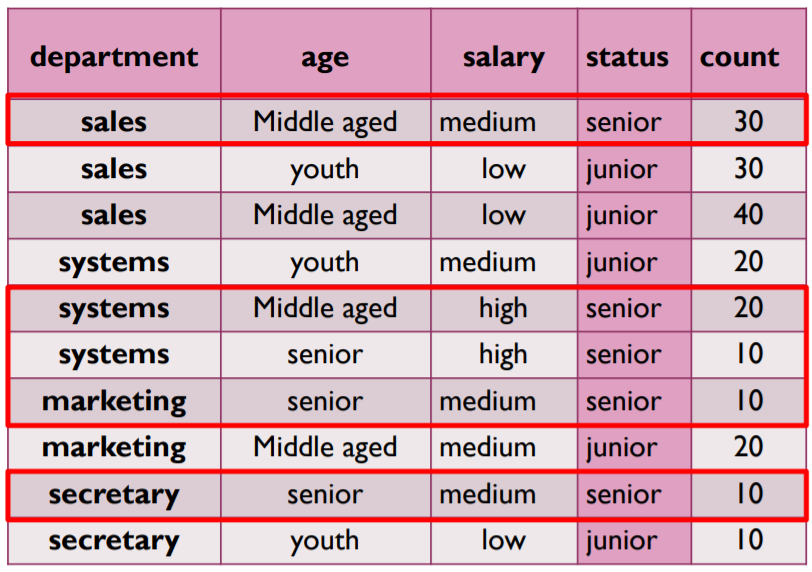 department age salary status count
sales Middle aged medium senior 30
sales youth low junior 30
sales Middle aged low junior 40
systems youth medium junior 20
systems Middle aged high senior 20
systems senior high senior 10
marketing senior medium senior 10
marketing Middle aged medium junior 20
secretary senior medium senior 10
secretary youth low junior 10